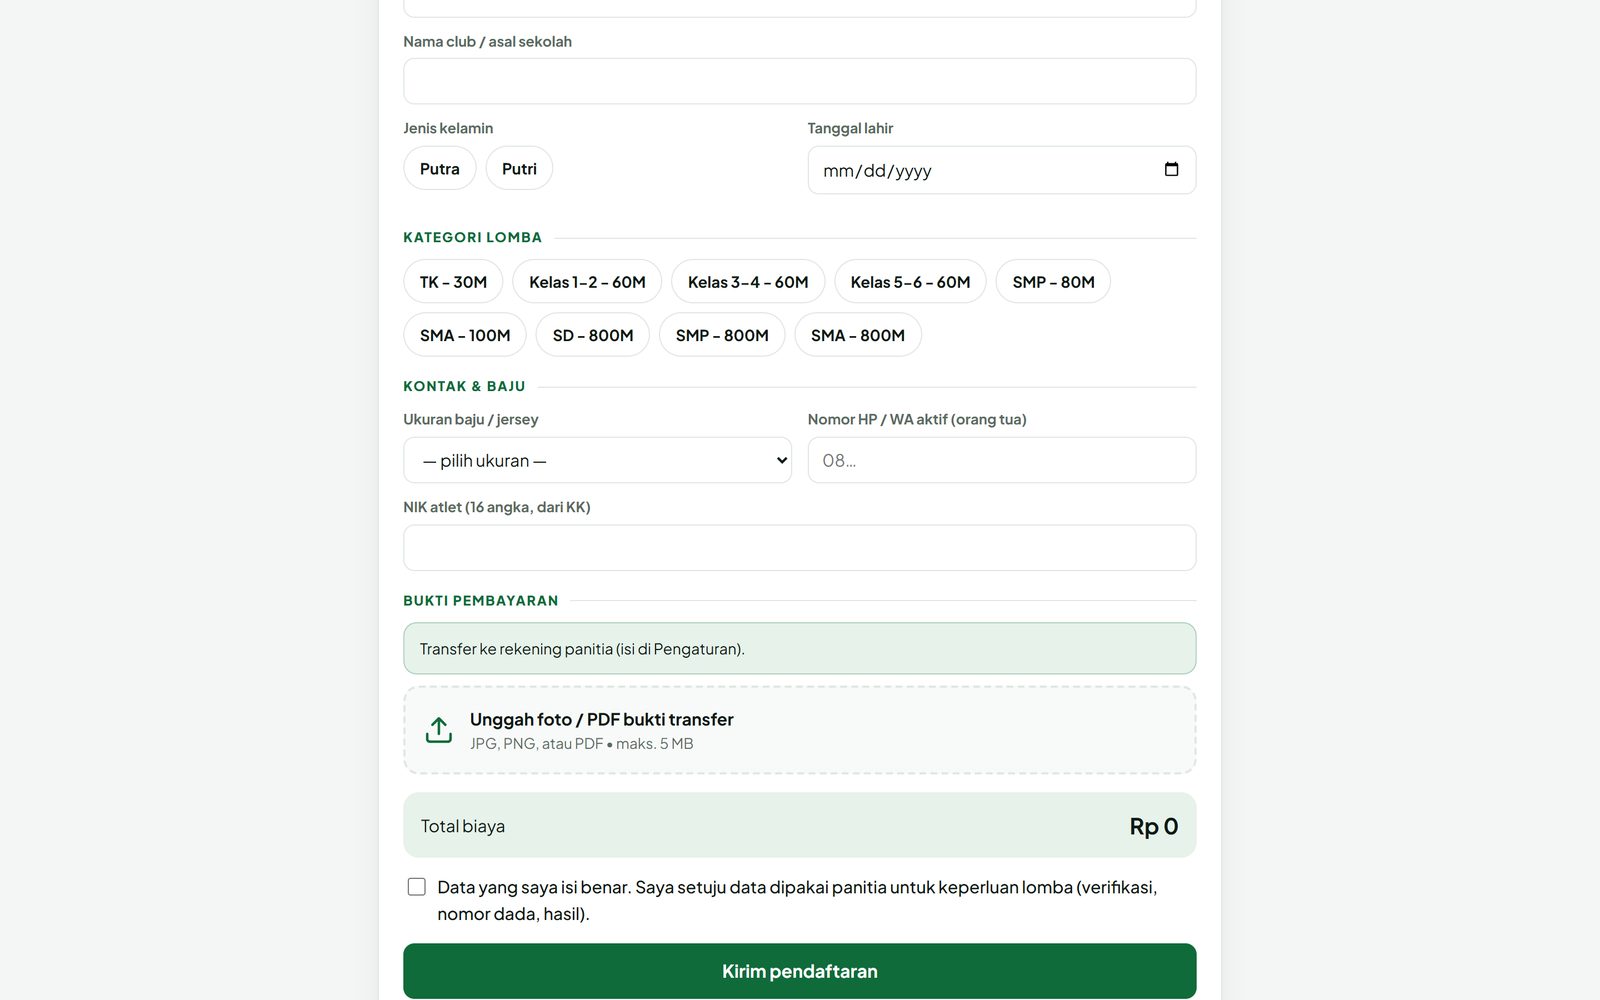 Nama club / asal sekolah
Jenis kelamin
Tanggal lahir
Putra
Putri
mm/dd/yyyy
KATEGORI LOMBA
TK – 30M
Kelas 1–2 – 60M
Kelas 3–4 – 60M
Kelas 5–6 – 60M
SMP – 80M
SMA – 100M
SD – 800M
SMP – 800M
SMA – 800M
KONTAK & BAJU
Ukuran baju / jersey
Nomor HP / WA aktif (orang tua)
— pilih ukuran —
08…
NIK atlet (16 angka, dari KK)
BUKTI PEMBAYARAN
Transfer ke rekening panitia (isi di Pengaturan).
Unggah foto / PDF bukti transfer
JPG, PNG, atau PDF • maks. 5 MB
Total biaya
Rp 0
Data yang saya isi benar. Saya setuju data dipakai panitia untuk keperluan lomba (verifikasi,
nomor dada, hasil).
Kirim pendaftaran